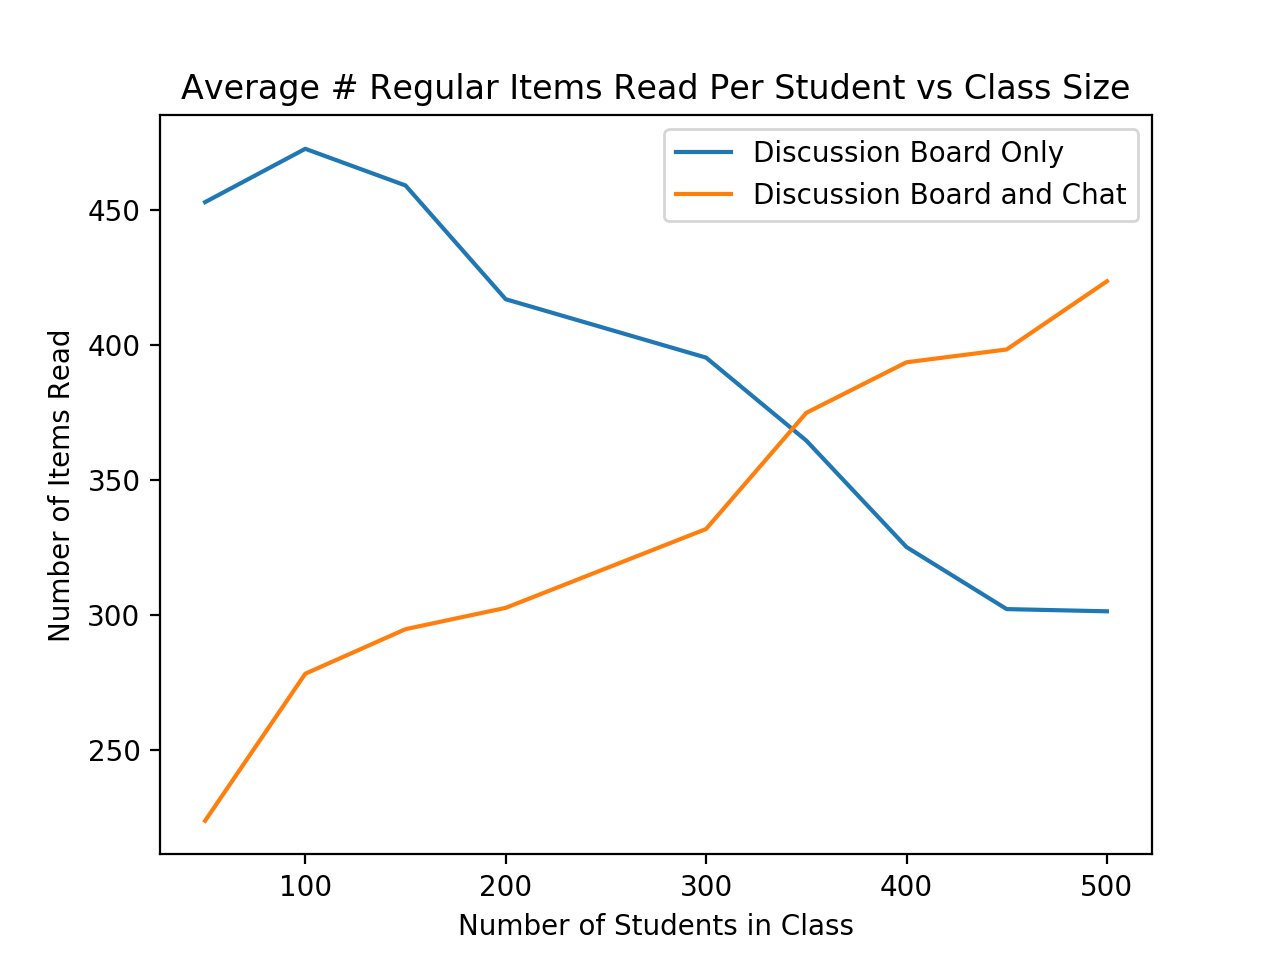 Average # Regular Items Read Per Student vs Class Size
Discussion Board Only
Discussion Board and Chat
Number of Items Read
450
400
350
300
250
100
200
300
400
500
Number of Students in Class